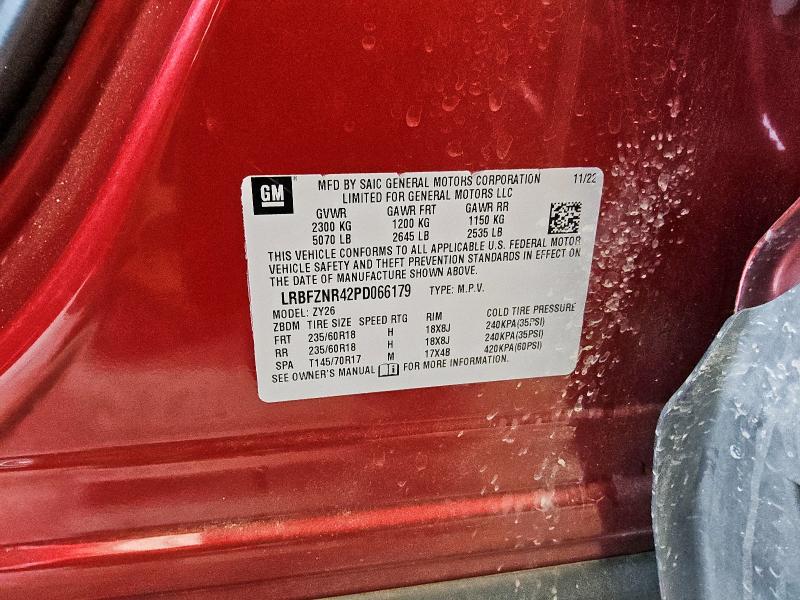 GM
MFD BY SAIC GENERAL MOTORS CORPORATION 11/22
LIMITED FOR GENERAL MOTORS LLC
GVWR GAWR FRT GAWR RR
2300 KG 1200 KG 1150 KG
5070 LB 2645 LB 2535 LB
THIS VEHICLE CONFORMS TO ALL APPLICABLE U.S. FEDERAL MOTOR
VEHICLE SAFETY AND THEFT PREVENTION STANDARDS IN EFFECT ON
THE DATE OF MANUFACTURE SHOWN ABOVE.
LRBFZNR42PD066179 TYPE: M.P.V.
MODEL: ZY26
ZBDM TIRE SIZE SPEED RTG RIM COLD TIRE PRESSURE
FRT 235/60R18 H 18X8J 240KPA(35PSI)
RR 235/60R18 H 18X8J 240KPA(35PSI)
SPA T145/70R17 M 17X4B 420KPA(60PSI)
SEE OWNER'S MANUAL FOR MORE INFORMATION.